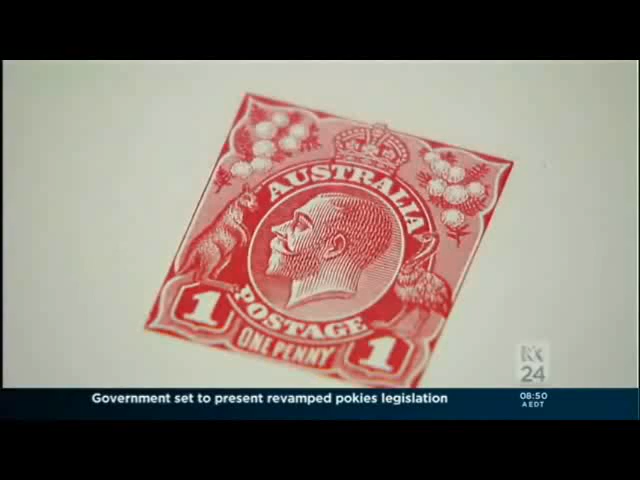 AUSTRALIA
POSTAGE
1
1
ONE PENNY
24
Government set to present revamped pokies legislation
08:50
AEDT